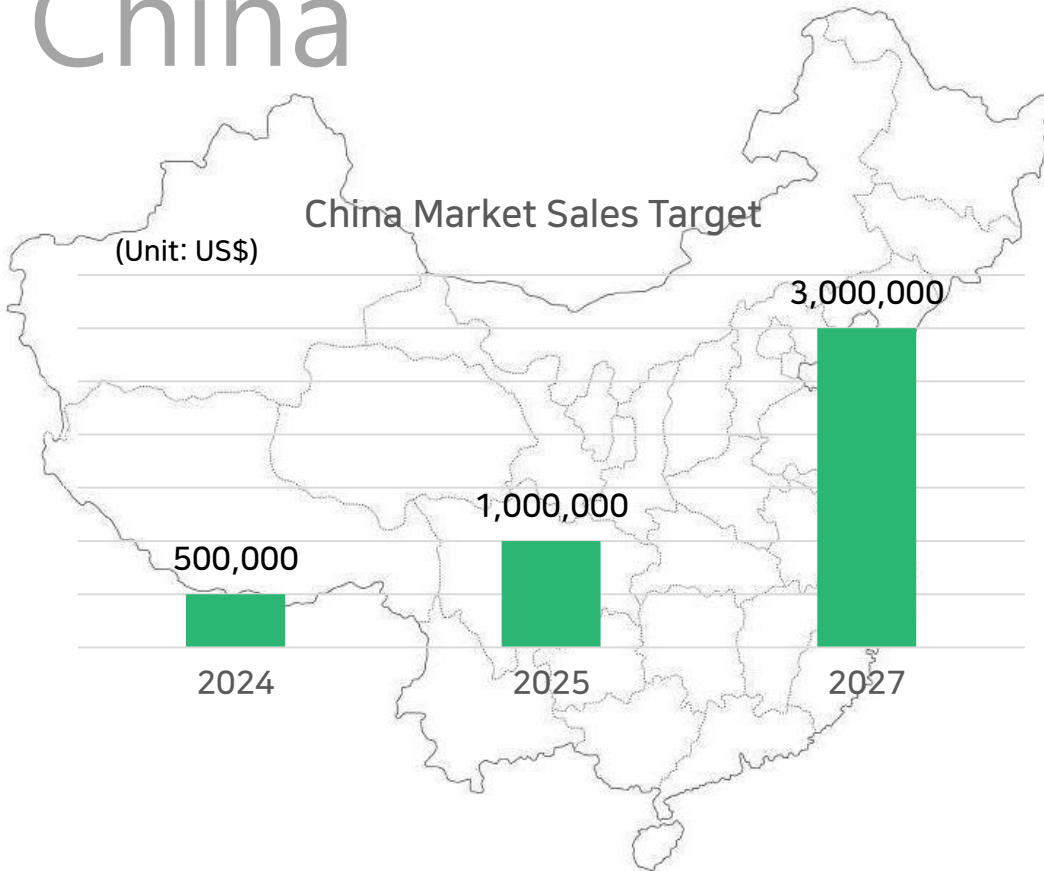 China
China Market Sales Target
(Unit: US$)
3,000,000
1,000,000
500,000
2024 2025 2027